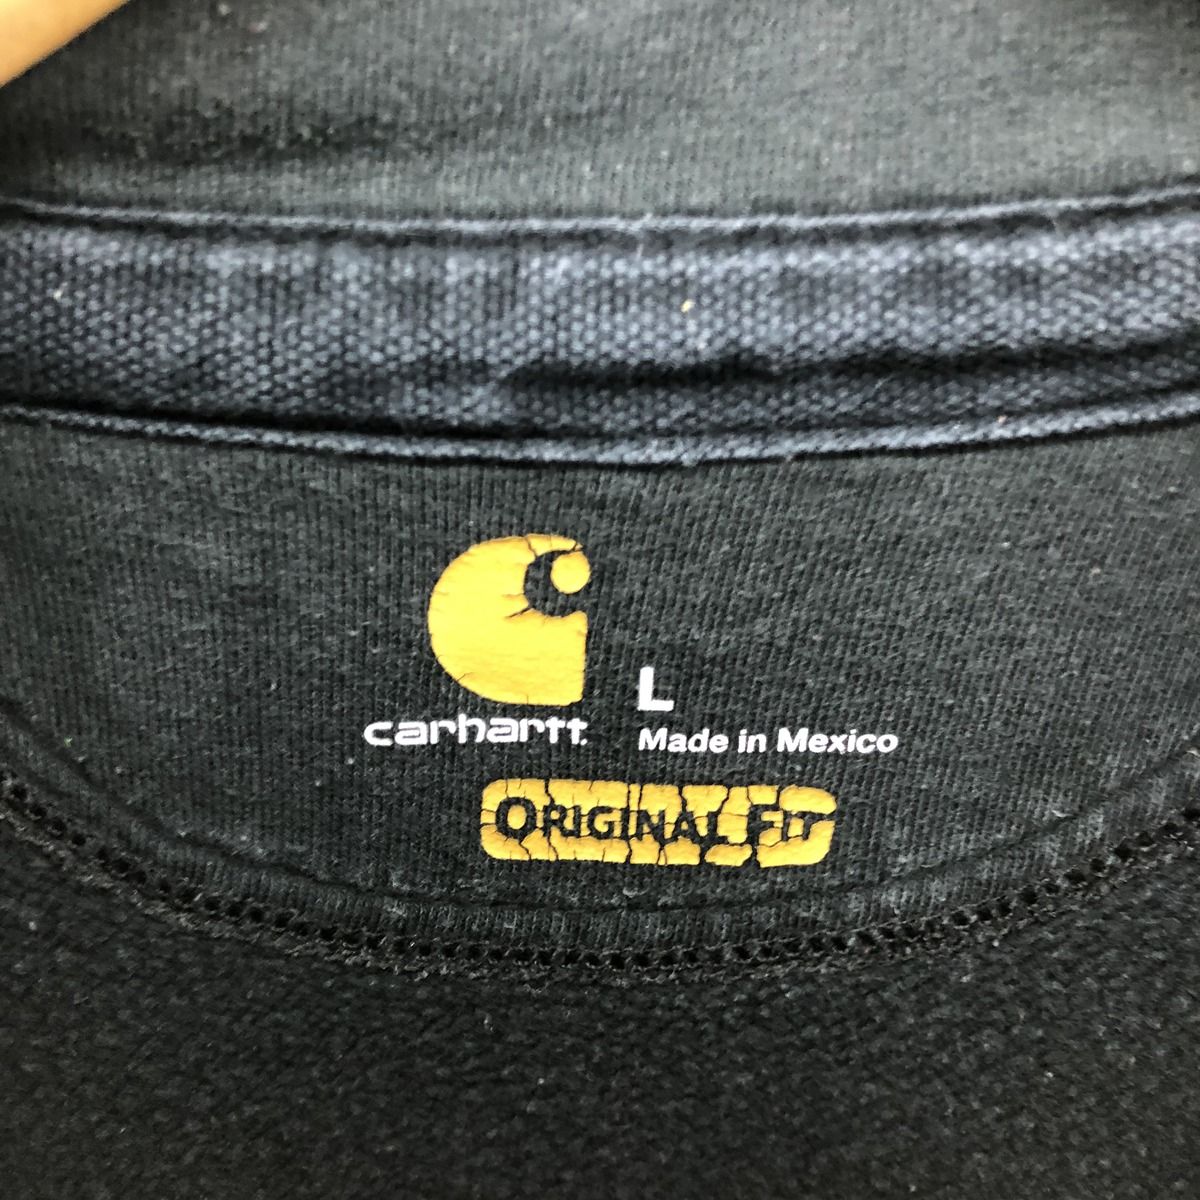 carhartt.
L
Made in Mexico
ORIGINAL FIT